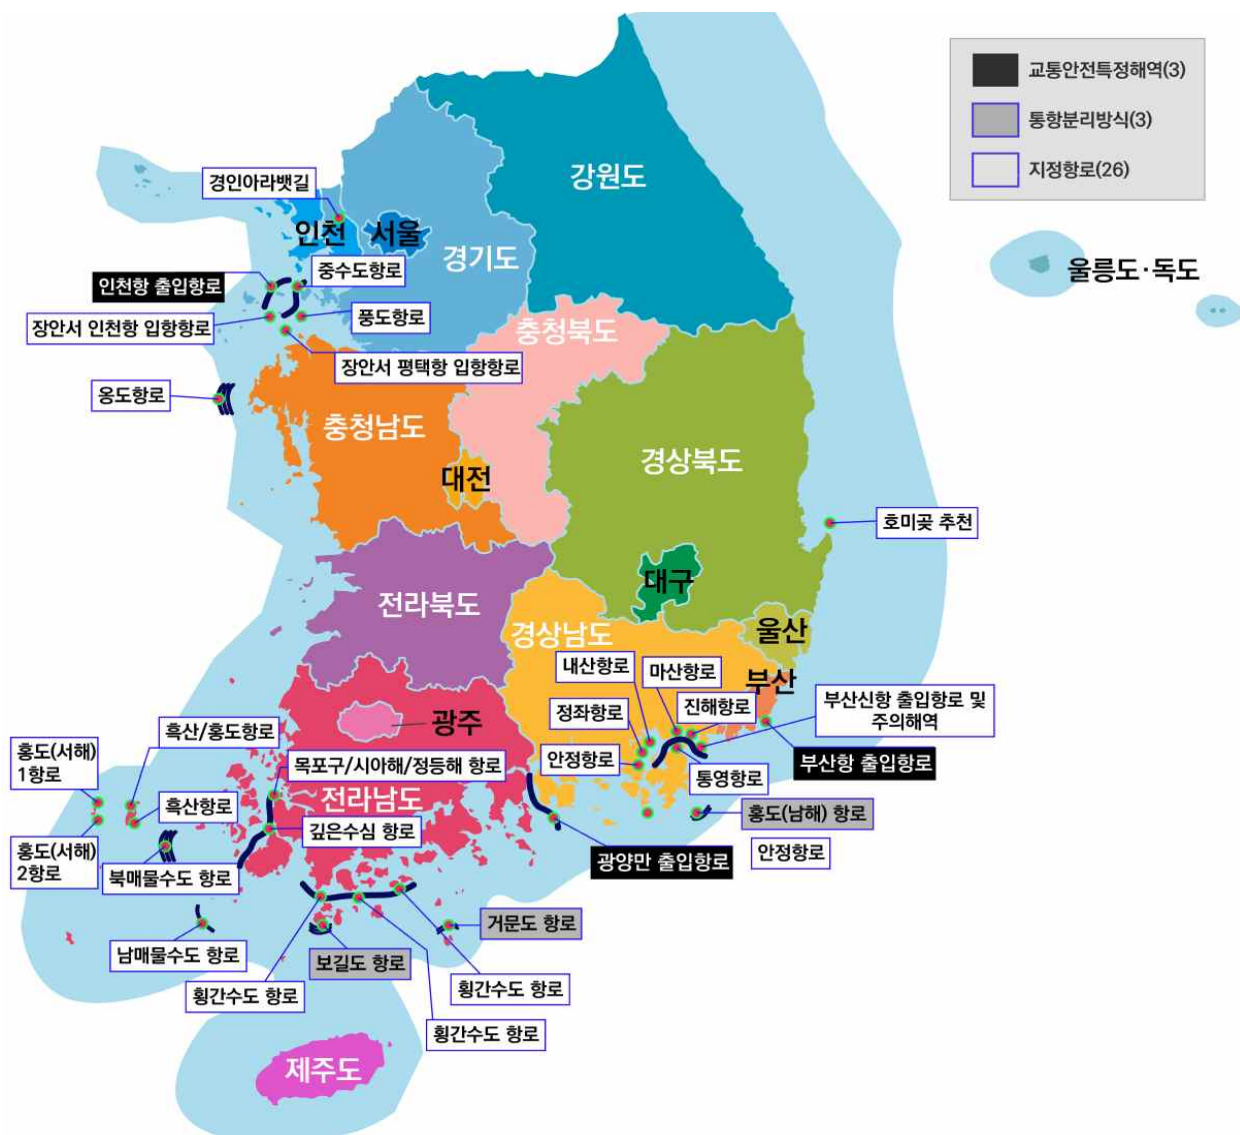 교통안전특정해역(3)
통항분리방식(3)
지정항로(26)
강원도
경인아라뱃길
인천
서울
경기도
울릉도·독도
중수도항로
인천항 출입항로
장안서 인천항 입항항로
풍도항로
충청북도
장안서 평택항 입항항로
옹도항로
충청남도
경상북도
대전
호미곶 추천
대구
전라북도
경상남도
울산
내산항로
마산항로
부산
정좌항로
진해항로
부산신항 출입항로 및
주의해역
광주
흑산/홍도항로
홍도(서해)
1항로
목포구/시아해/정등해 항로
안정항로
통영항로
부산항 출입항로
전라남도
흑산항로
홍도(남해) 항로
깊은수심 항로
홍도(서해)
2항로
북매물수도 항로
광양만 출입항로
안정항로
거문도 항로
남매물수도 항로
보길도 항로
횡간수도 항로
횡간수도 항로
횡간수도 항로
제주도